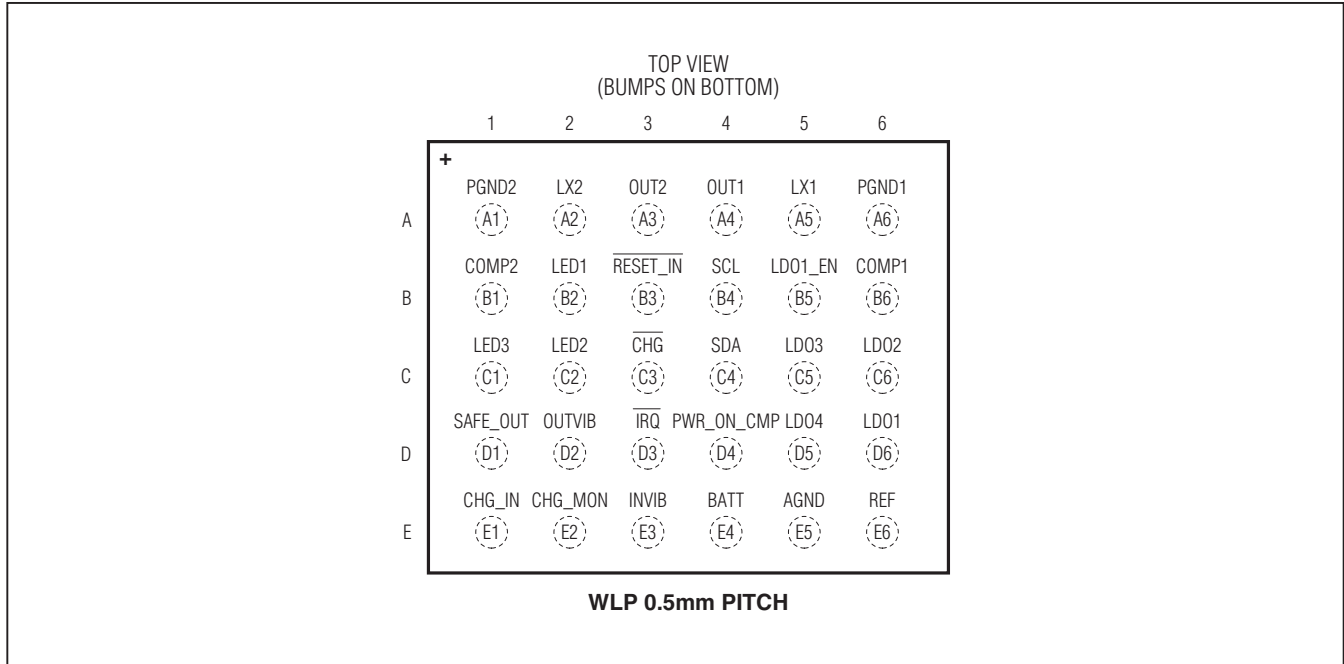 TOP VIEW
(BUMPS ON BOTTOM)
1 2 3 4 5 6
+
PGND2 LX2 OUT2 OUT1 LX1 PGND1
A A1 A2 A3 A4 A5 A6
COMP2 LED1 RESET_IN SCL LDO1_EN COMP1
B B1 B2 B3 B4 B5 B6
LED3 LED2 CHG SDA LDO3 LDO2
C C1 C2 C3 C4 C5 C6
SAFE_OUT OUTVIB IRQ PWR_ON_CMP LDO4 LDO1
D D1 D2 D3 D4 D5 D6
CHG_IN CHG_MON INVIB BATT AGND REF
E E1 E2 E3 E4 E5 E6
WLP 0.5mm PITCH